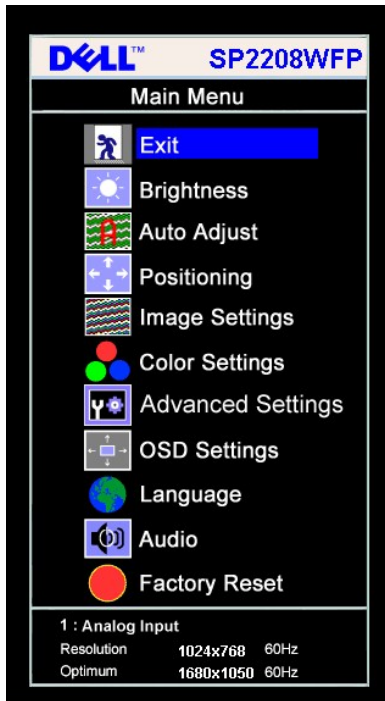 DELL™ SP2208WFP
Main Menu
Exit
Brightness
Auto Adjust
Positioning
Image Settings
Color Settings
Advanced Settings
OSD Settings
Language
Audio
Factory Reset
1 : Analog Input
Resolution 1024x768 60Hz
Optimum 1680x1050 60Hz